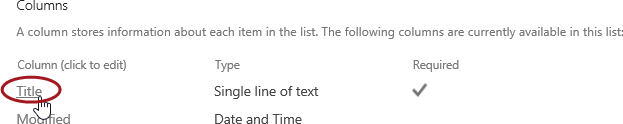 Columns
A column stores information about each item in the list. The following columns are currently available in this list:
Column (click to edit) Type Required
Title Single line of text
Modified Date and Time